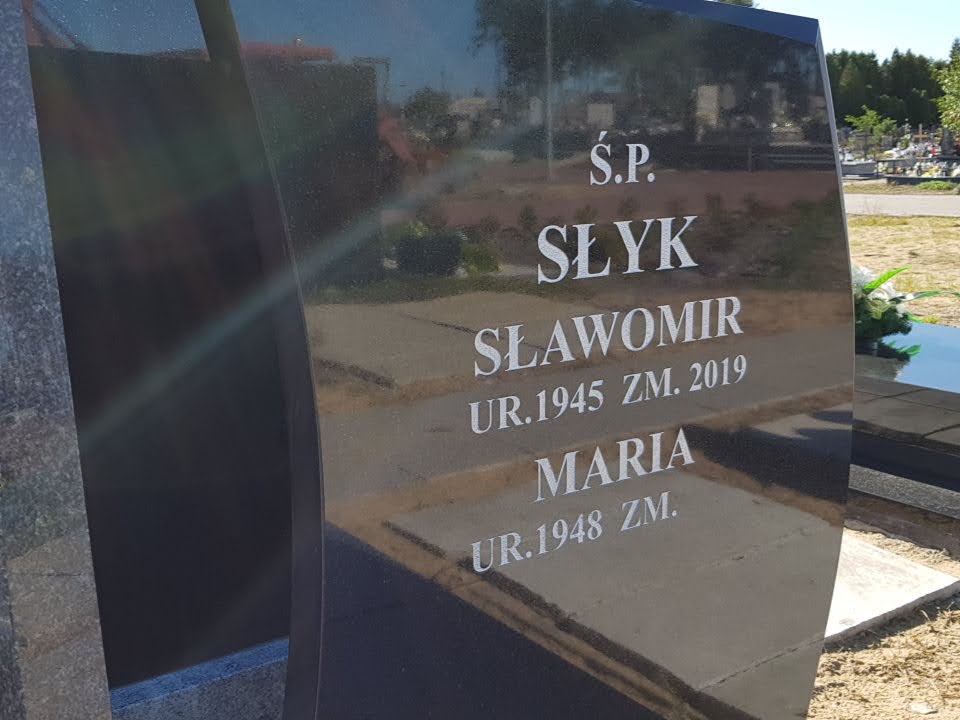 Ś.P.
SŁYK
SŁAWOMIR
UR.1945 ZM. 2019
MARIA
UR.1948 ZM.